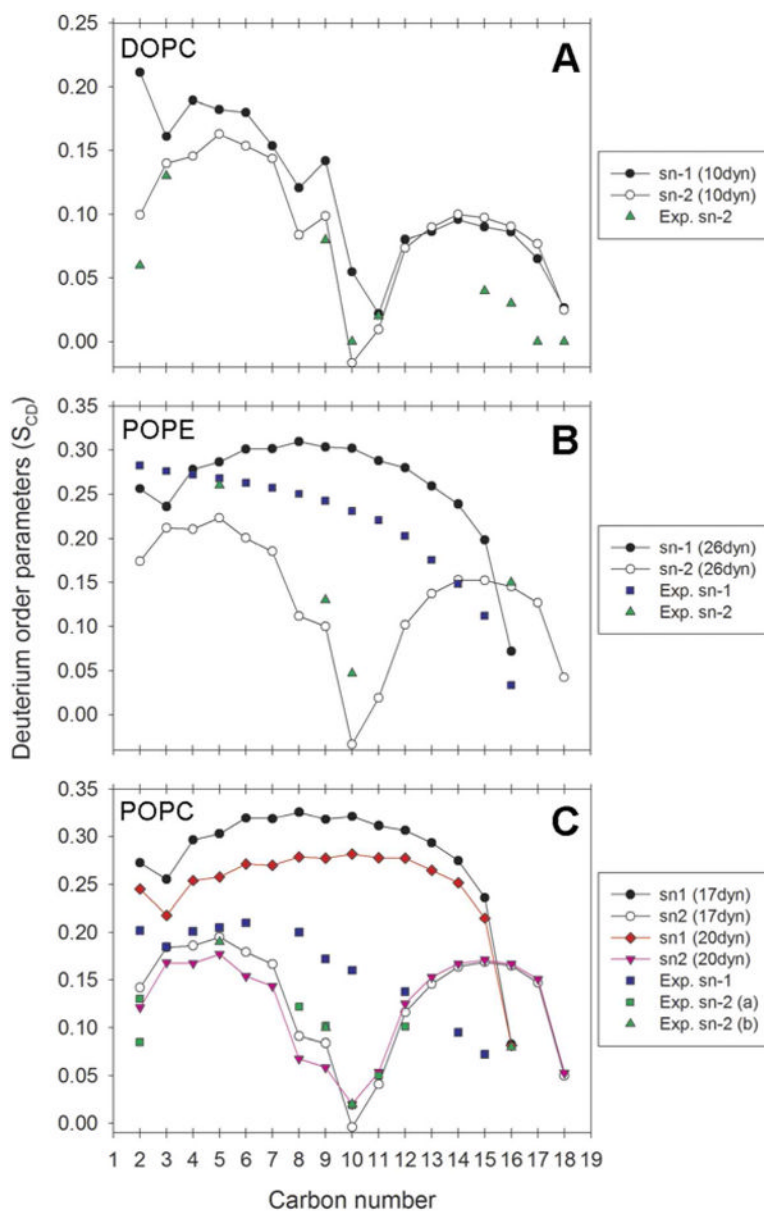 DOPC
A
0.25
0.20
0.15
0.10
0.05
0.00
sn-1 (10dyn)
sn-2 (10dyn)
Exp. sn-2
Deuterium order parameters (SCD)
POPE
B
0.35
0.30
0.25
0.20
0.15
0.10
0.05
0.00
sn-1 (26dyn)
sn-2 (26dyn)
Exp. sn-1
Exp. sn-2
POPC
C
0.35
0.30
0.25
0.20
0.15
0.10
0.05
0.00
sn1 (17dyn)
sn2 (17dyn)
sn1 (20dyn)
sn2 (20dyn)
Exp. sn-1
Exp. sn-2 (a)
Exp. sn-2 (b)
1 2 3 4 5 6 7 8 9 10 11 12 13 14 15 16 17 18 19
Carbon number